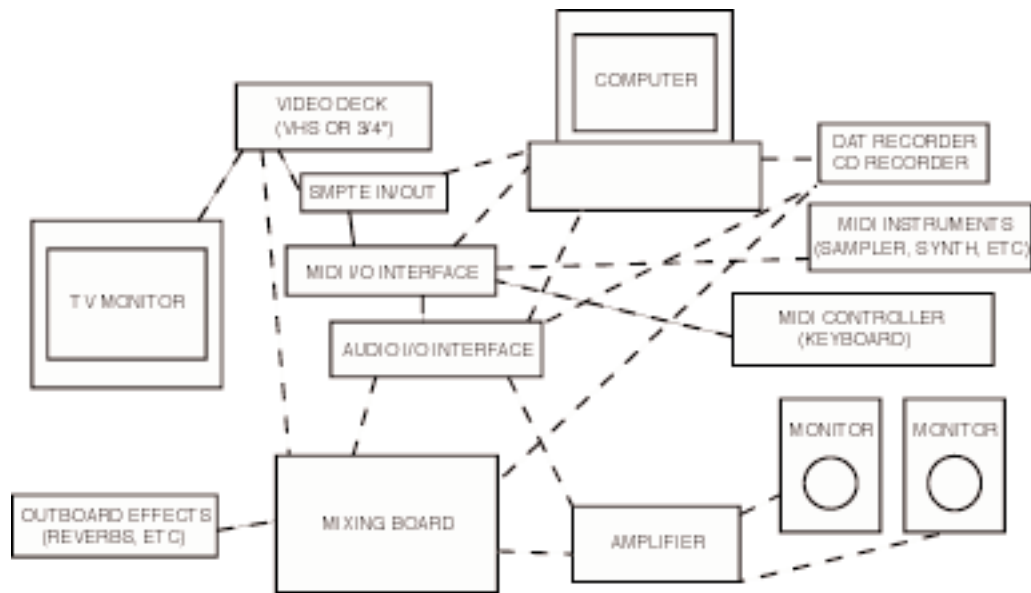 COMPUTER
VIDEO DECK
(VHS OR 3/4")
DAT RECORDER
CD RECORDER
SMPTE IN/OUT
MIDI INSTRUMENTS
(SAMPLER, SYNTH, ETC)
MIDI I/O INTERFACE
TV MONITOR
MIDI CONTROLLER
(KEYBOARD)
AUDIO I/O INTERFACE
MONITOR
MONITOR
OUTBOARD EFFECTS
(REVERBS, ETC)
MIXING BOARD
AMPLIFIER